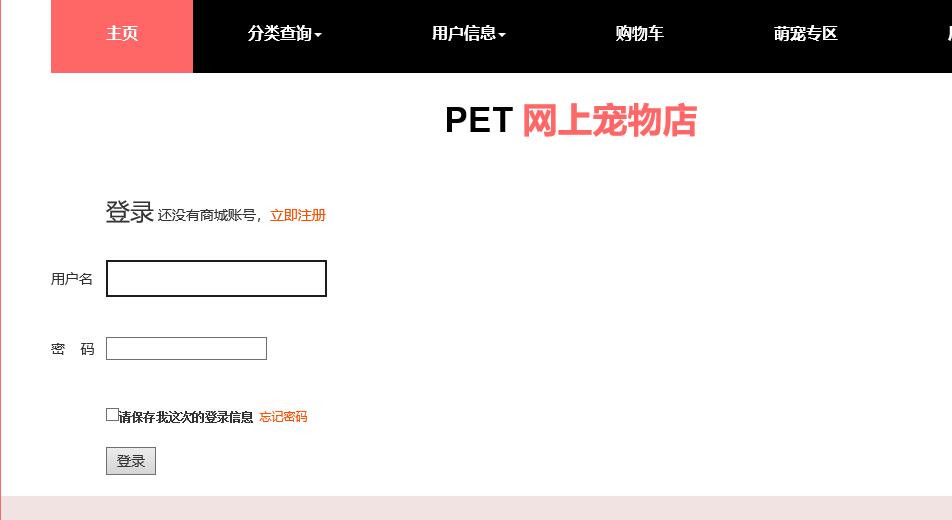 主页 分类查询 用户信息 购物车 萌宠专区
PET 网上宠物店
登录 还没有商城账号，立即注册
用户名
密 码
请保存我这次的登录信息 忘记密码
登录